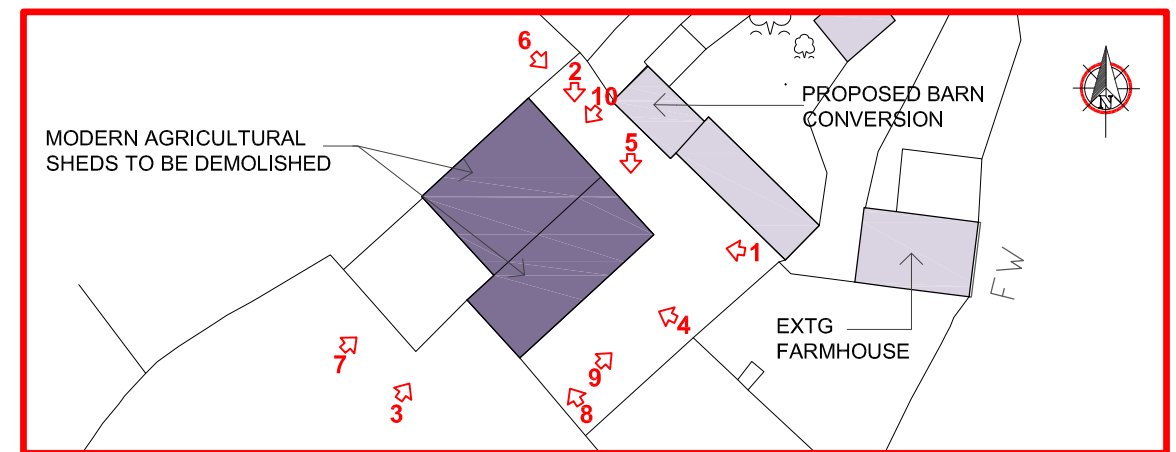 6
2
10
PROPOSED BARN
CONVERSION
N
MODERN AGRICULTURAL
SHEDS TO BE DEMOLISHED
5
1
FW
4
EXTG
FARMHOUSE
7
9
3
8